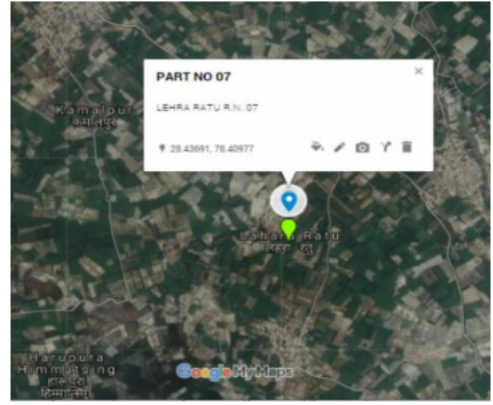 PART NO 07
×
LEHRA RATU R.N. 07
28.43691, 78.40977
Kamalpur
कमालपुर
Lahara Ratu
लहरा रतु
Harupura
Himmatsing
Google My Maps